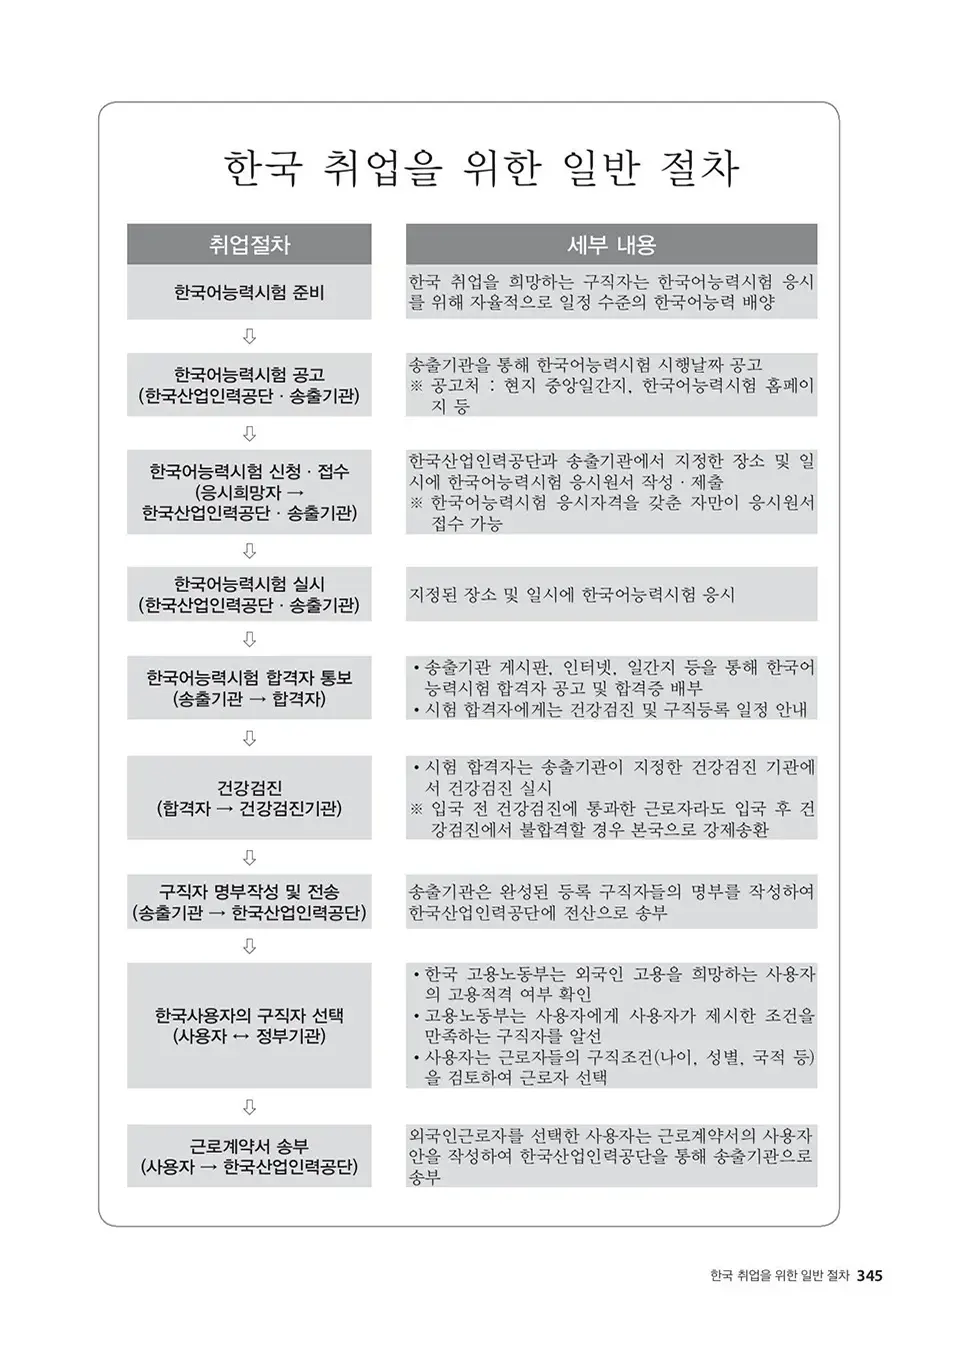 한국 취업을 위한 일반 절차
취업절차
세부 내용
한국어능력시험 준비
한국 취업을 희망하는 구직자는 한국어능력시험 응시
를 위해 자율적으로 일정 수준의 한국어능력 배양
⇩
한국어능력시험 공고
(한국산업인력공단 · 송출기관)
송출기관을 통해 한국어능력시험 시행날짜 공고
※ 공고처 : 현지 중앙일간지, 한국어능력시험 홈페이
지 등
⇩
한국어능력시험 신청 · 접수
(응시희망자 →
한국산업인력공단 · 송출기관)
한국산업인력공단과 송출기관에서 지정한 장소 및 일
시에 한국어능력시험 응시원서 작성 · 제출
※ 한국어능력시험 응시자격을 갖춘 자만이 응시원서
접수 가능
⇩
한국어능력시험 실시
(한국산업인력공단 · 송출기관)
지정된 장소 및 일시에 한국어능력시험 응시
⇩
한국어능력시험 합격자 통보
(송출기관 → 합격자)
• 송출기관 게시판, 인터넷, 일간지 등을 통해 한국어
능력시험 합격자 공고 및 합격증 배부
• 시험 합격자에게는 건강검진 및 구직등록 일정 안내
⇩
건강검진
(합격자 → 건강검진기관)
• 시험 합격자는 송출기관이 지정한 건강검진 기관에
서 건강검진 실시
※ 입국 전 건강검진에 통과한 근로자라도 입국 후 건
강검진에서 불합격할 경우 본국으로 강제송환
⇩
구직자 명부작성 및 전송
(송출기관 → 한국산업인력공단)
송출기관은 완성된 등록 구직자들의 명부를 작성하여
한국산업인력공단에 전산으로 송부
⇩
한국사용자의 구직자 선택
(사용자 ↔ 정부기관)
• 한국 고용노동부는 외국인 고용을 희망하는 사용자
의 고용적격 여부 확인
• 고용노동부는 사용자에게 사용자가 제시한 조건을
만족하는 구직자를 알선
• 사용자는 근로자들의 구직조건(나이, 성별, 국적 등)
을 검토하여 근로자 선택
⇩
근로계약서 송부
(사용자 → 한국산업인력공단)
외국인근로자를 선택한 사용자는 근로계약서의 사용자
안을 작성하여 한국산업인력공단을 통해 송출기관으로
송부
한국 취업을 위한 일반 절차 345